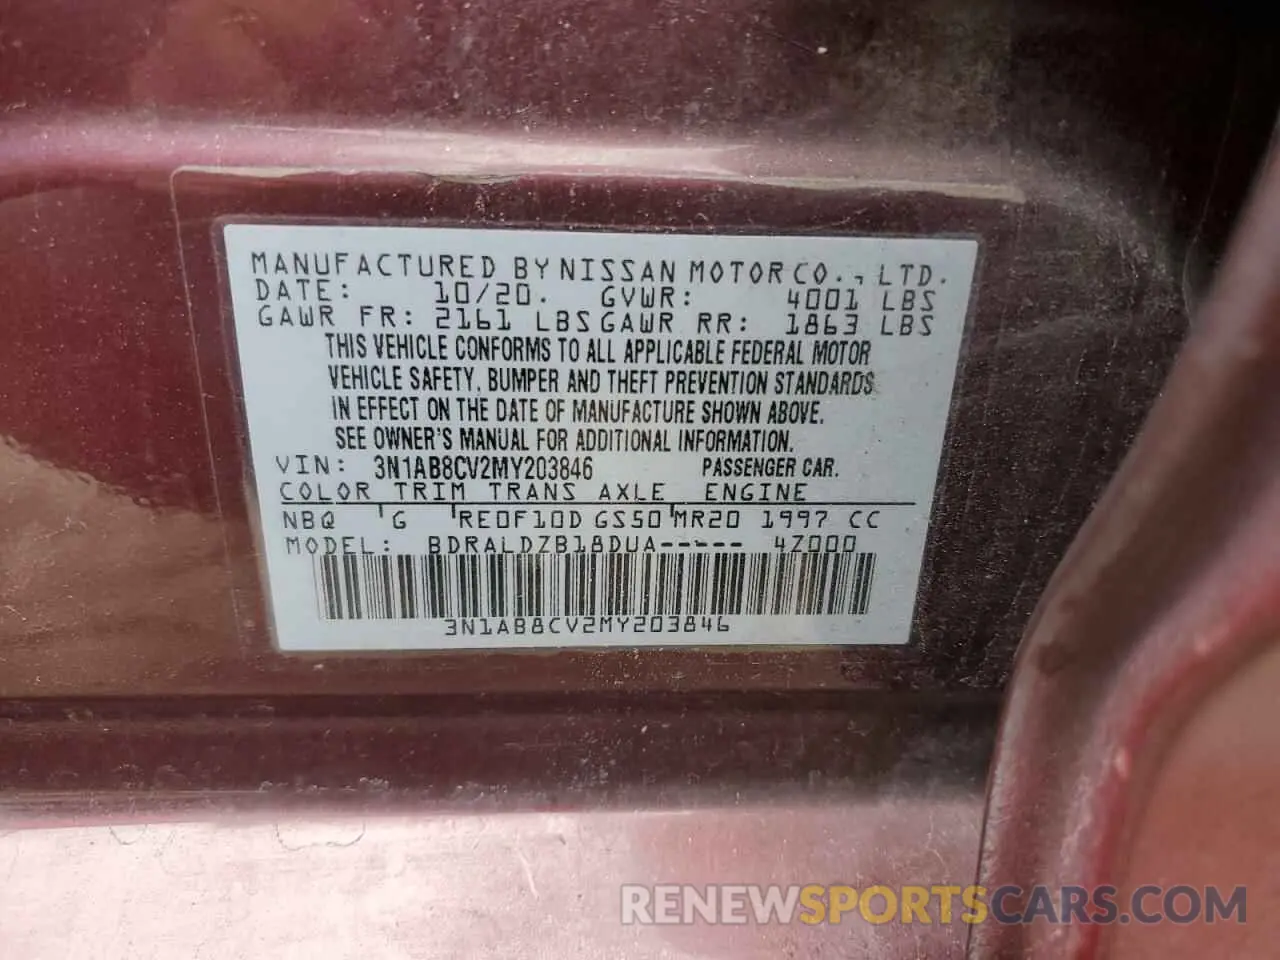 MANUFACTURED BY NISSAN MOTOR CO., LTD.
DATE: 10/20. GVWR: 4001 LBS
GAWR FR: 2161 LBS GAWR RR: 1863 LBS
THIS VEHICLE CONFORMS TO ALL APPLICABLE FEDERAL MOTOR
VEHICLE SAFETY, BUMPER AND THEFT PREVENTION STANDARDS
IN EFFECT ON THE DATE OF MANUFACTURE SHOWN ABOVE.
SEE OWNER'S MANUAL FOR ADDITIONAL INFORMATION.
VIN: 3N1AB8CV2MY203846 PASSENGER CAR.
COLOR TRIM TRANS AXLE ENGINE
NBQ G RE0F10D GS50 MR20 1997 CC
MODEL: BDRALDZB18DUA----- 4Z000
3N1AB8CV2MY203846
RENEWSPORTSCARS.COM